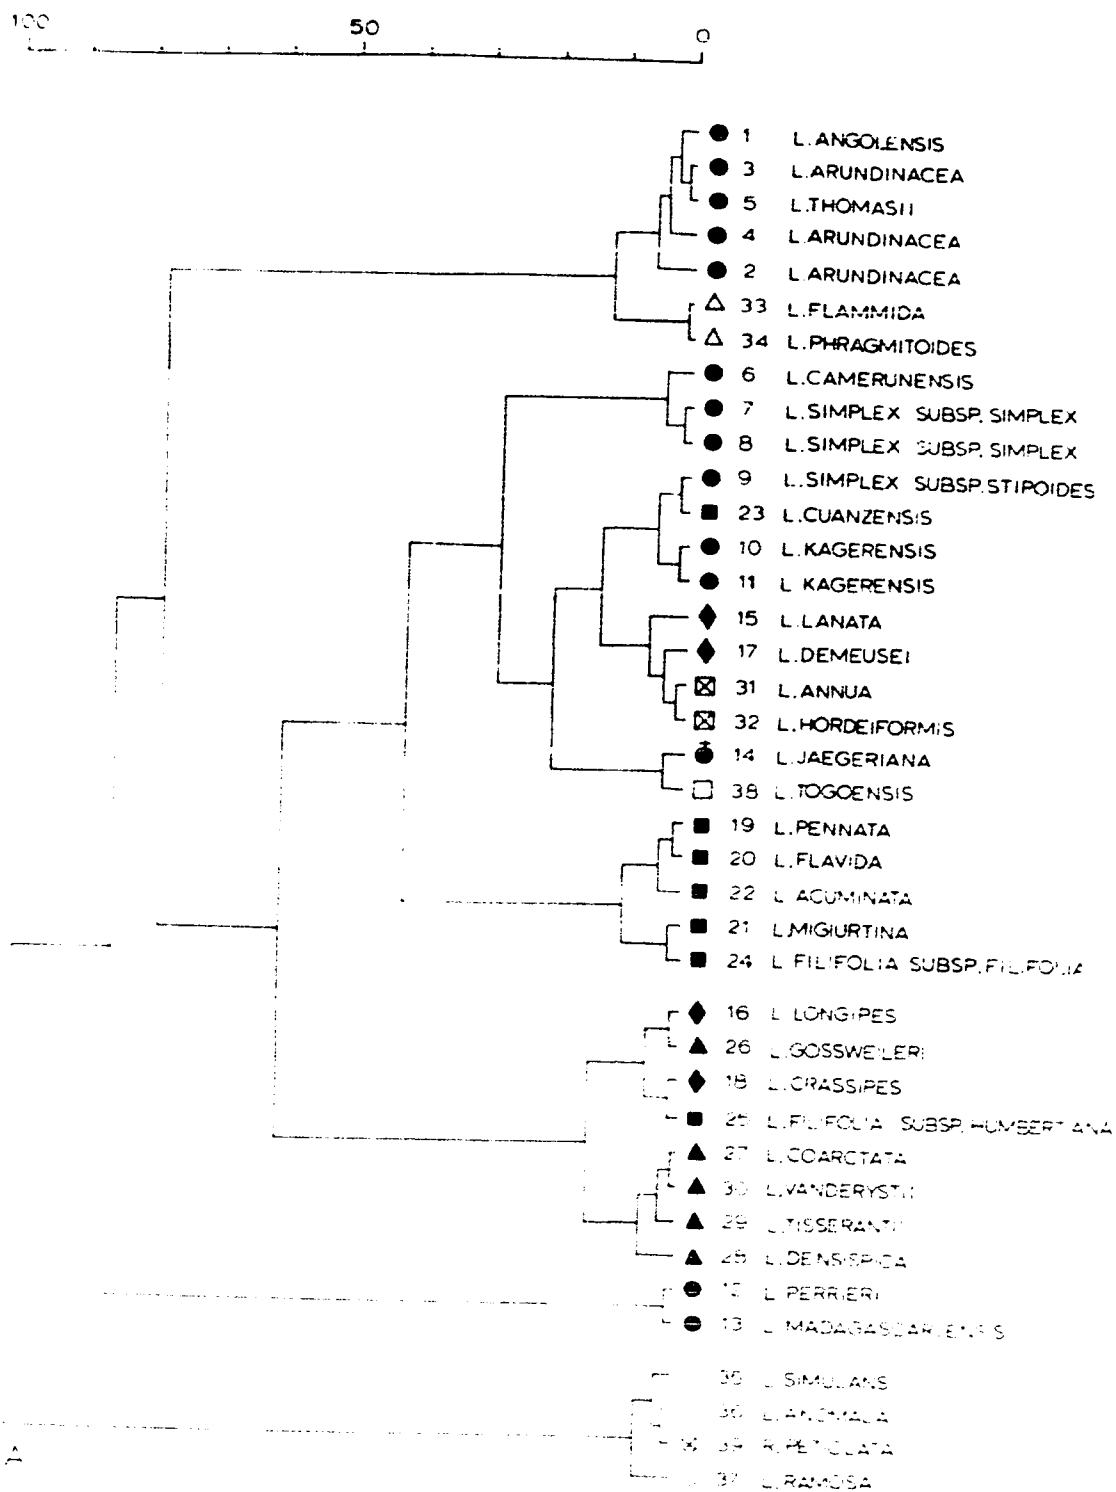 100 50 0
1 L.ANGOLENSIS
3 L.ARUNDINACEA
5 L.THOMASII
4 L.ARUNDINACEA
2 L.ARUNDINACEA
33 L.FLAMMIDA
34 L.PHRAGMITOIDES
6 L.CAMERUNENSIS
7 L.SIMPLEX SUBSP.SIMPLEX
8 L.SIMPLEX SUBSP.SIMPLEX
9 L.SIMPLEX SUBSP.STIPOIDES
23 L.CUANZENSIS
10 L.KAGERENSIS
11 L KAGERENSIS
15 L.LANATA
17 L.DEMEUSEI
31 L.ANNUA
32 L.HORDEIFORMIS
14 L.JAEGERIANA
38 L.TOGOENSIS
19 L.PENNATA
20 L.FLAVIDA
22 L ACUMINATA
21 L.MIGIURTINA
24 L FILIFOLIA SUBSP.FILIFOLIA
16 L LONGIPES
26 L.GOSSWEILERI
18 L.CRASSIPES
25 L.FILIFOLIA SUBSP.HUMBERTIANA
27 L.COARCTATA
30 L.VANDERYSTII
29 L.TISSERANTII
28 L.DENSISPICA
12 L PERRIERI
13 L MADAGASCARIENSIS
35 L SIMULANS
36 L.ANOMALA
39 R.PETIOLATA
37 L.RAMOSA
A